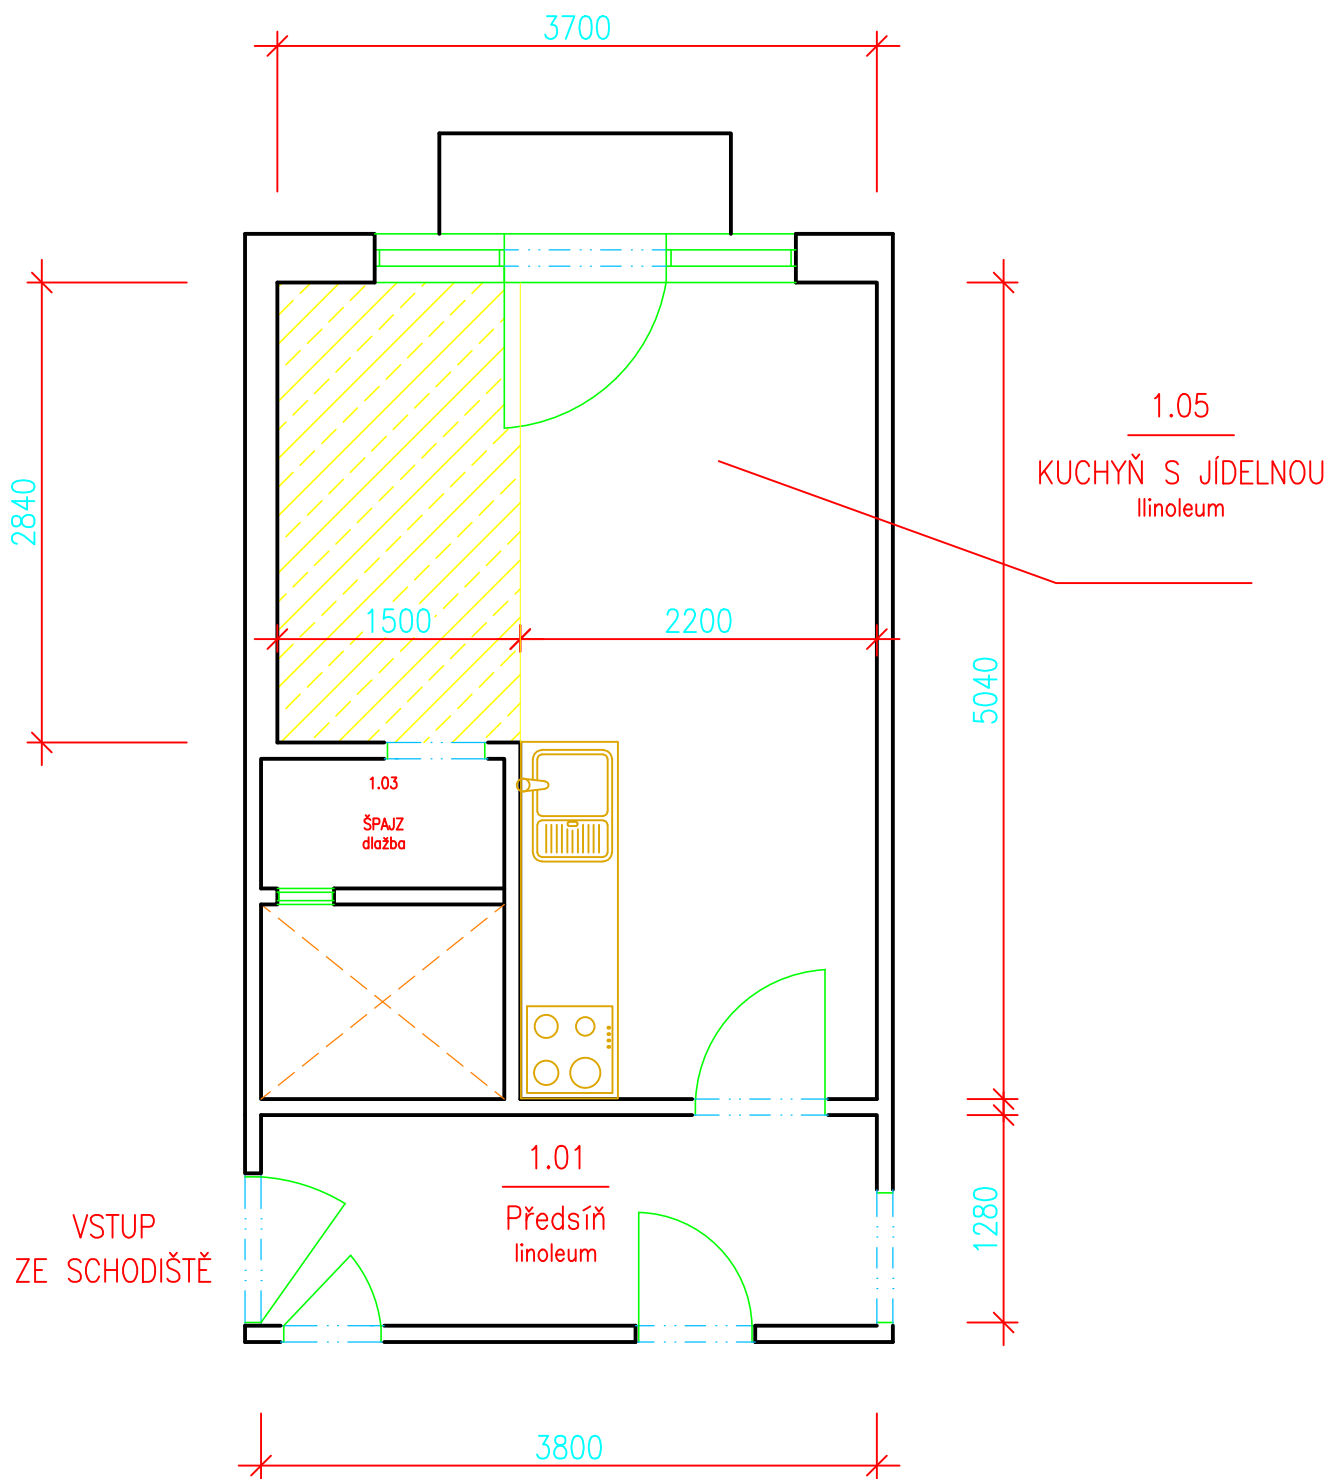 3700
1.05
KUCHYŇ S JÍDELNOU
llinoleum
2840
1500
2200
5040
1.03
ŠPAJZ
dlažba
1.01
Předsíň
linoleum
1280
VSTUP
ZE SCHODIŠTĚ
3800